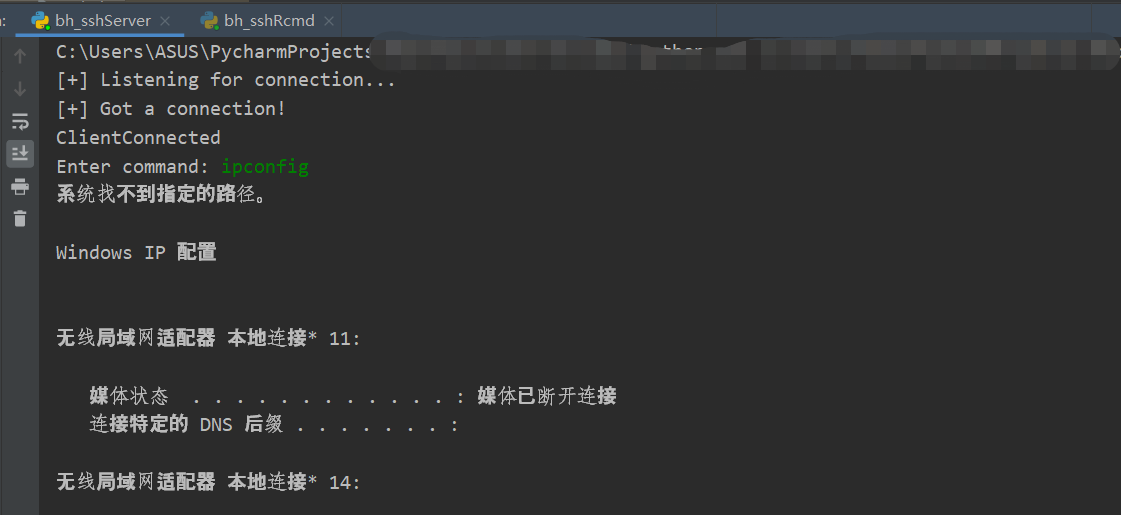 bh_sshServer
bh_sshRcmd
C:\Users\ASUS\PycharmProjects
[+] Listening for connection...
[+] Got a connection!
ClientConnected
Enter command: ipconfig
系统找不到指定的路径。
Windows IP 配置
无线局域网适配器 本地连接* 11:
媒体状态 . . . . . . . . . . . . : 媒体已断开连接
连接特定的 DNS 后缀 . . . . . . . :
无线局域网适配器 本地连接* 14: